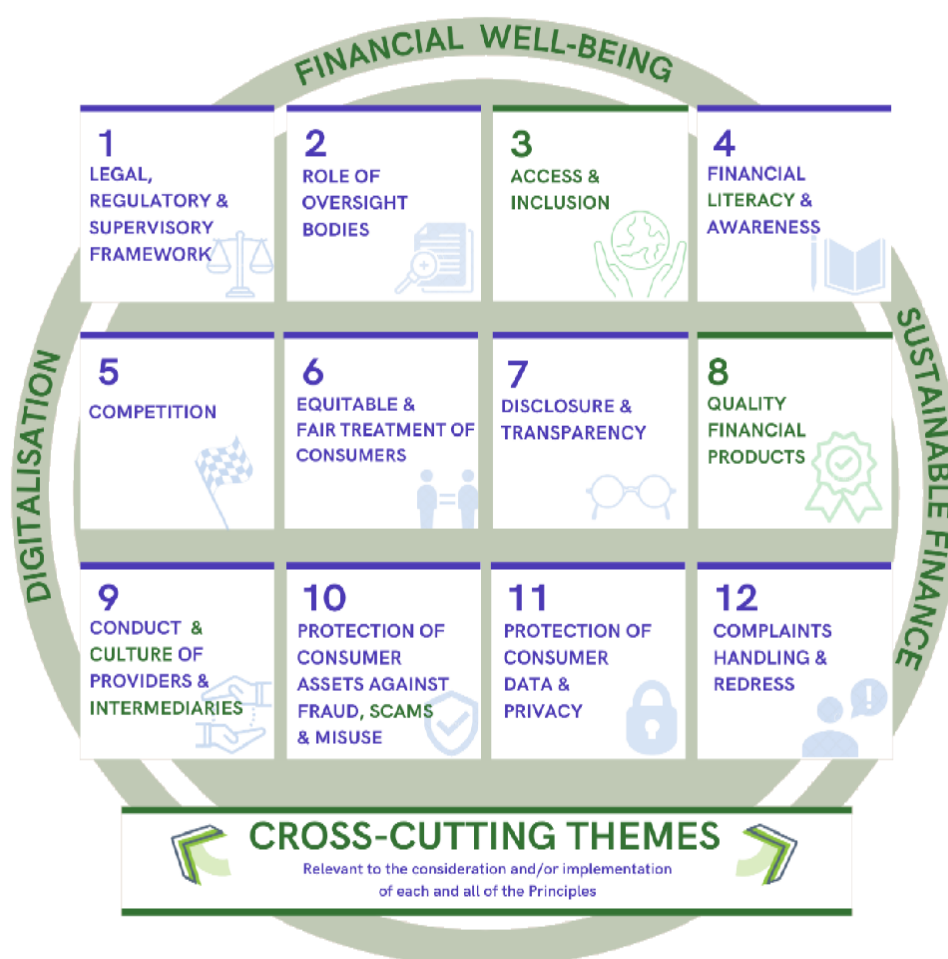 FINANCIAL WELL-BEING
1
LEGAL,
REGULATORY &
SUPERVISORY
FRAMEWORK
2
ROLE OF
OVERSIGHT
BODIES
3
ACCESS &
INCLUSION
4
FINANCIAL
LITERACY &
AWARENESS
DIGITALISATION
SUSTAINABLE FINANCE
5
COMPETITION
6
EQUITABLE &
FAIR TREATMENT OF
CONSUMERS
7
DISCLOSURE &
TRANSPARENCY
8
QUALITY
FINANCIAL
PRODUCTS
9
CONDUCT &
CULTURE OF
PROVIDERS &
INTERMEDIARIES
10
PROTECTION OF
CONSUMER
ASSETS AGAINST
FRAUD, SCAMS
& MISUSE
11
PROTECTION OF
CONSUMER
DATA &
PRIVACY
12
COMPLAINTS
HANDLING &
REDRESS
CROSS-CUTTING THEMES
Relevant to the consideration and/or implementation
of each and all of the Principles